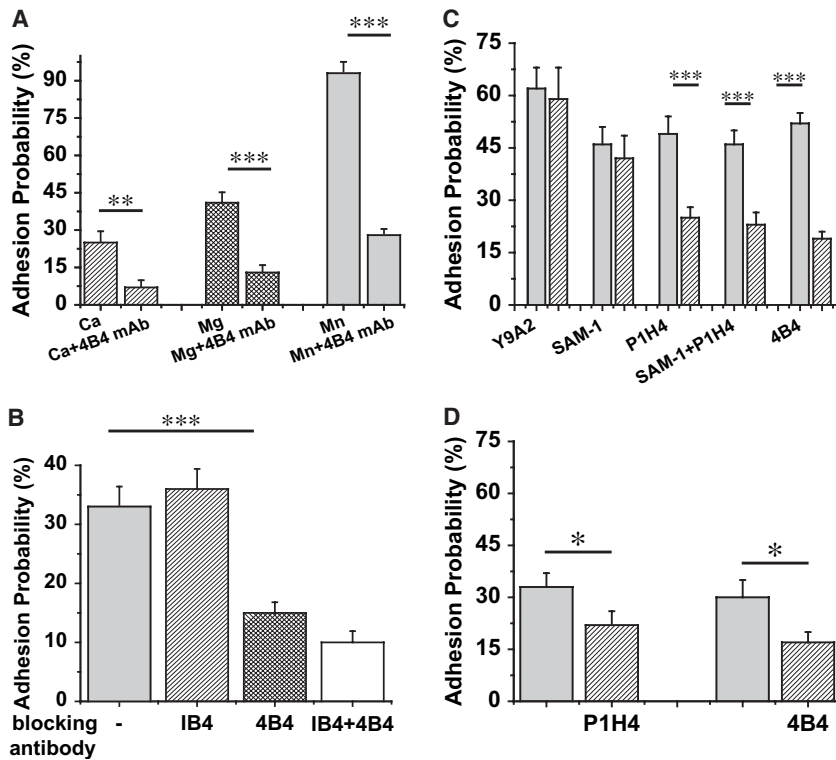 A
Adhesion Probability (%)
90
75
60
45
30
15
0
**
***
***
Ca
Ca+4B4 mAb
Mg
Mg+4B4 mAb
Mn
Mn+4B4 mAb
C
Adhesion Probability (%)
75
60
45
30
15
0
***
***
***
Y9A2
SAM-1
P1H4
SAM-1+P1H4
4B4
B
Adhesion Probability (%)
40
30
20
10
0
***
blocking antibody
-
IB4
4B4
IB4+4B4
D
Adhesion Probability (%)
75
60
45
30
15
0
*
*
P1H4
4B4